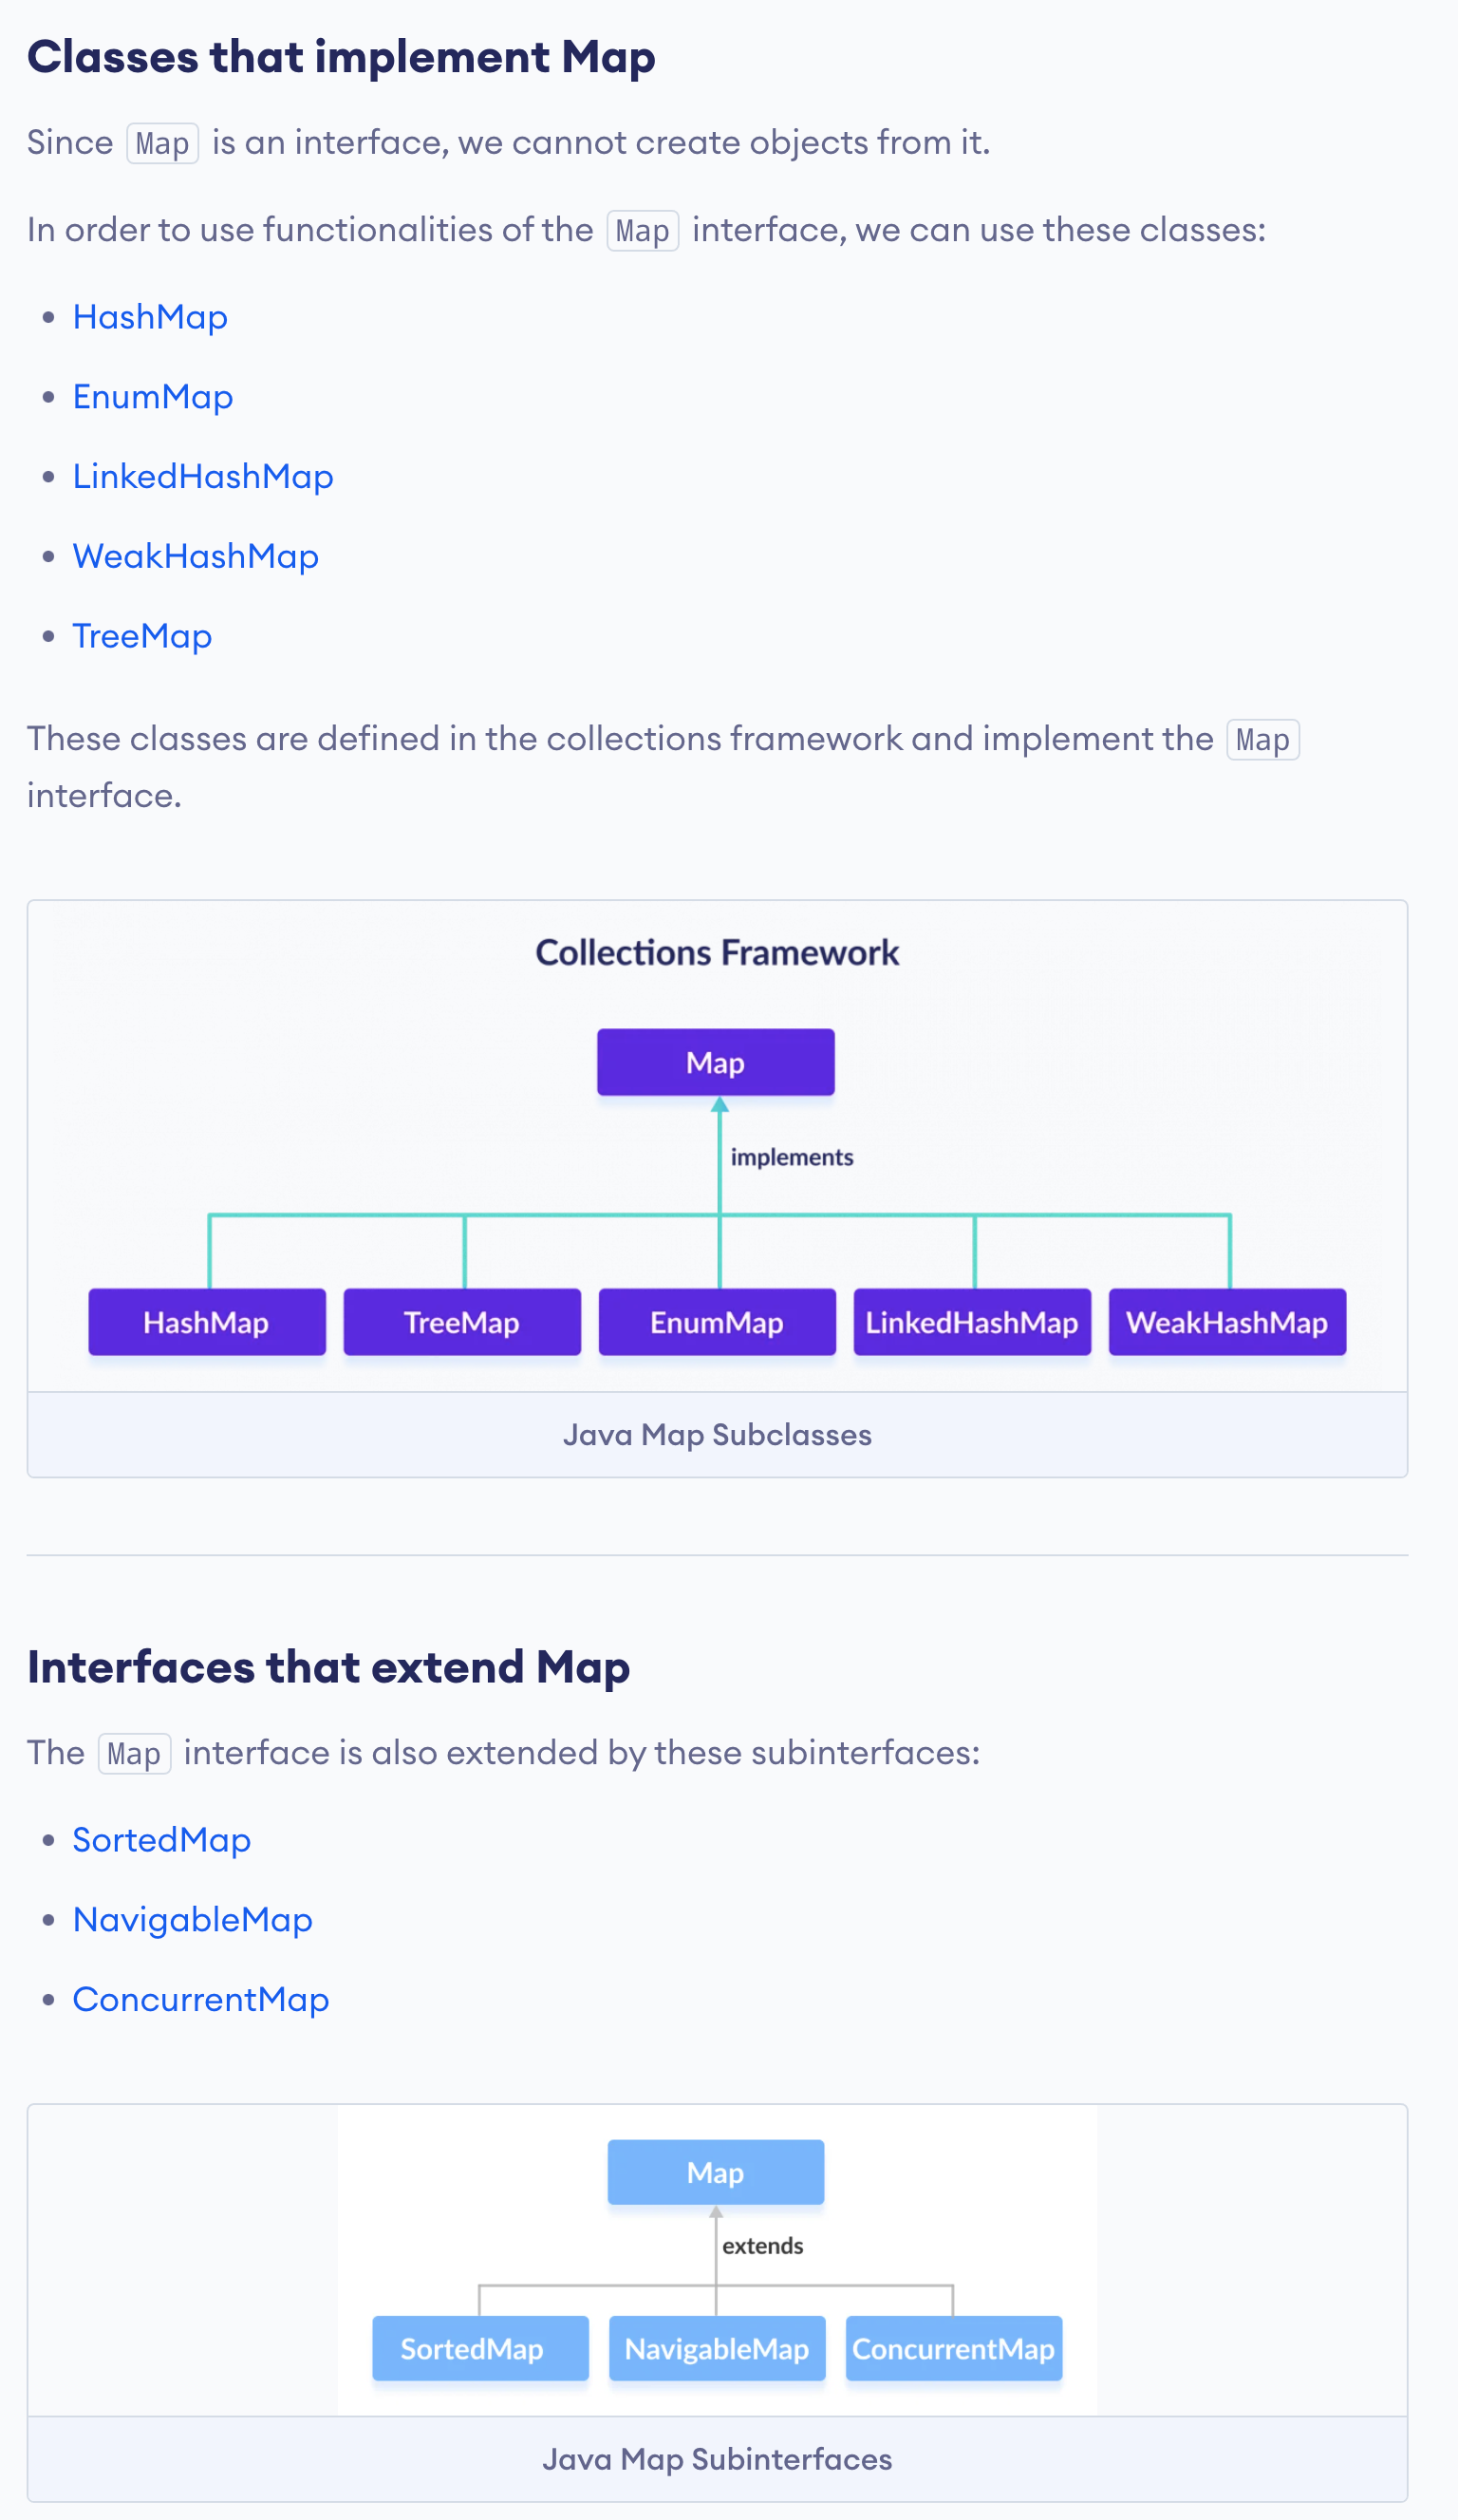 Classes that implement Map
Since Map is an interface, we cannot create objects from it.
In order to use functionalities of the Map interface, we can use these classes:
HashMap
EnumMap
LinkedHashMap
WeakHashMap
TreeMap
These classes are defined in the collections framework and implement the Map
interface.
Collections Framework
Map
implements
HashMap TreeMap EnumMap LinkedHashMap WeakHashMap
Java Map Subclasses
Interfaces that extend Map
The Map interface is also extended by these subinterfaces:
SortedMap
NavigableMap
ConcurrentMap
Map
extends
SortedMap NavigableMap ConcurrentMap
Java Map Subinterfaces